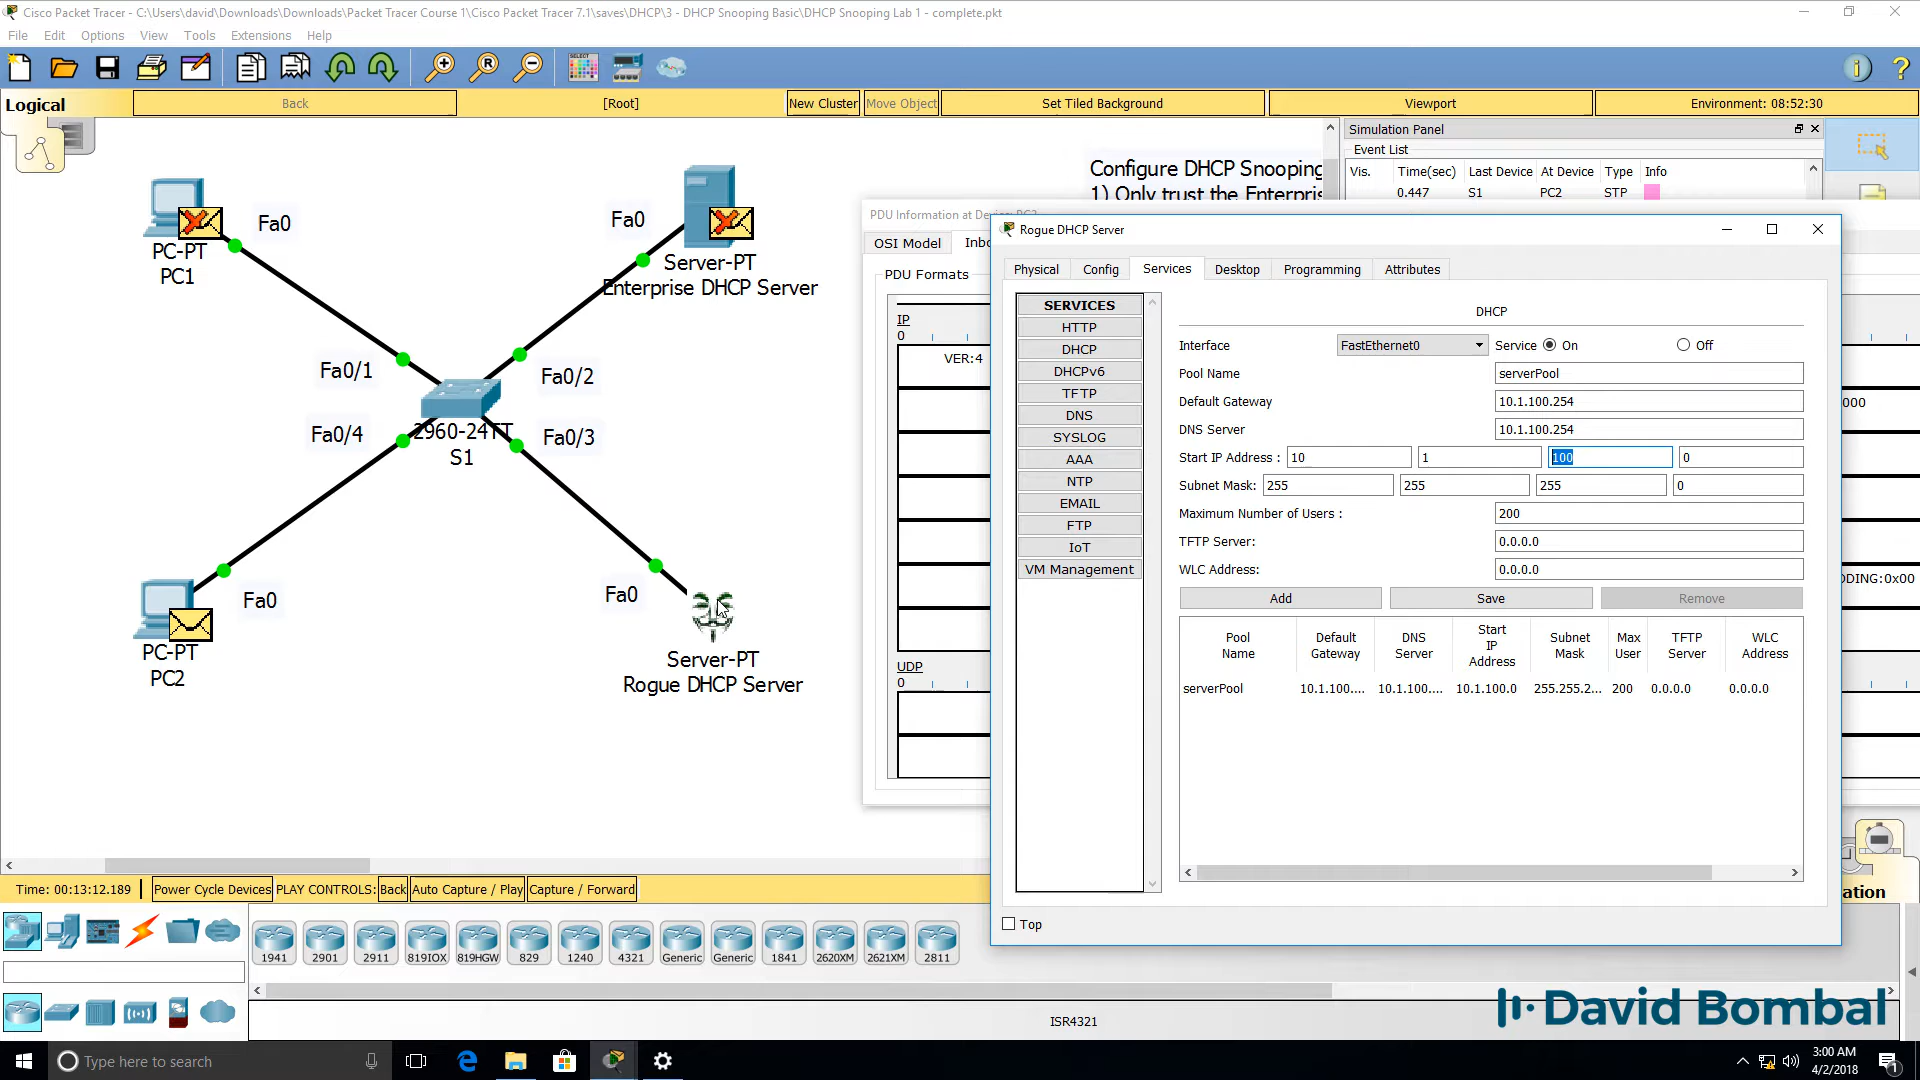 Cisco Packet Tracer - C:\Users\david\Downloads\Downloads\Packet Tracer Course 1\Cisco Packet Tracer 7.1\saves\DHCP\3 - DHCP Snooping Basic\DHCP Snooping Lab 1 - complete.pkt
File Edit Options View Tools Extensions Help
Logical Back [Root] New Cluster Move Object Set Tiled Background Viewport Environment: 08:52:30
Simulation Panel
Event List
Vis. Time(sec) Last Device At Device Type Info
0.447 S1 PC2 STP
Configure DHCP Snooping
1) Only trust the Enterpris
PC-PT
PC1
Fa0
Fa0
Server-PT
Enterprise DHCP Server
Fa0/1
Fa0/2
Fa0/4
2960-24TT
S1
Fa0/3
Fa0
PC-PT
PC2
Fa0
Server-PT
Rogue DHCP Server
PDU Information at Device: PC2
OSI Model Inbo
PDU Formats
IP
0
VER:4
UDP
0
000
DDING:0x00
Rogue DHCP Server
Physical Config Services Desktop Programming Attributes
SERVICES
HTTP
DHCP
DHCPv6
TFTP
DNS
SYSLOG
AAA
NTP
EMAIL
FTP
IoT
VM Management
DHCP
Interface FastEthernet0 Service On Off
Pool Name serverPool
Default Gateway 10.1.100.254
DNS Server 10.1.100.254
Start IP Address : 10 1 100 0
Subnet Mask: 255 255 255 0
Maximum Number of Users : 200
TFTP Server: 0.0.0.0
WLC Address: 0.0.0.0
Add Save Remove
Pool Name Default Gateway DNS Server Start IP Address Subnet Mask Max User TFTP Server WLC Address
serverPool 10.1.100.... 10.1.100.... 10.1.100.0 255.255.2... 200 0.0.0.0 0.0.0.0
Top
Time: 00:13:12.189 Power Cycle Devices PLAY CONTROLS: Back Auto Capture / Play Capture / Forward
ation
1941 2901 2911 819IOX 819HGW 829 1240 4321 Generic Generic 1841 2620XM 2621XM 2811
ISR4321
David Bombal
Type here to search
3:00 AM
4/2/2018
1